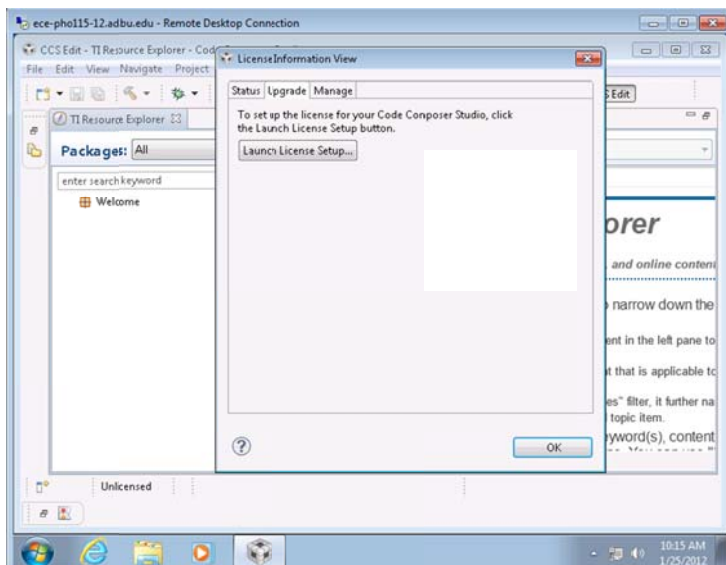 ece-pho115-12.adbu.edu - Remote Desktop Connection
CCS Edit - TI Resource Explorer - Cod
LicenseInformation View
File Edit View Navigate Project
Status Upgrade Manage
S Edit
To set up the license for your Code Conposer Studio, click
the Launch License Setup button.
TI Resource Explorer
Packages: All
Launch License Setup...
enter search keyword
Welcome
orer
and online content
narrow down the
ent in the left pane to
t that is applicable to
es" filter, it further na
topic item.
yword(s), content
OK
Unlicensed
10:15 AM
1/25/2012